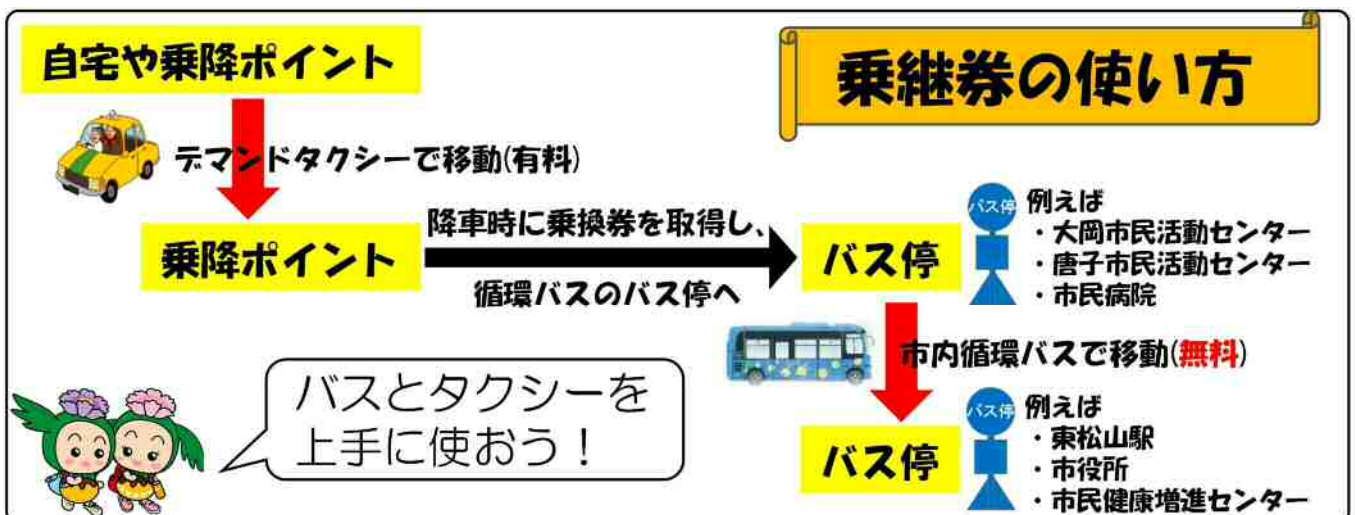 自宅や乗降ポイント
乗継券の使い方
デマンドタクシーで移動(有料)
乗降ポイント
降車時に乗換券を取得し、
循環バスのバス停へ
バス停
バス停
例えば
・大岡市民活動センター
・唐子市民活動センター
・市民病院
市内循環バスで移動(無料)
バスとタクシーを
上手に使おう!
バス停
バス停
例えば
・東松山駅
・市役所
・市民健康増進センター